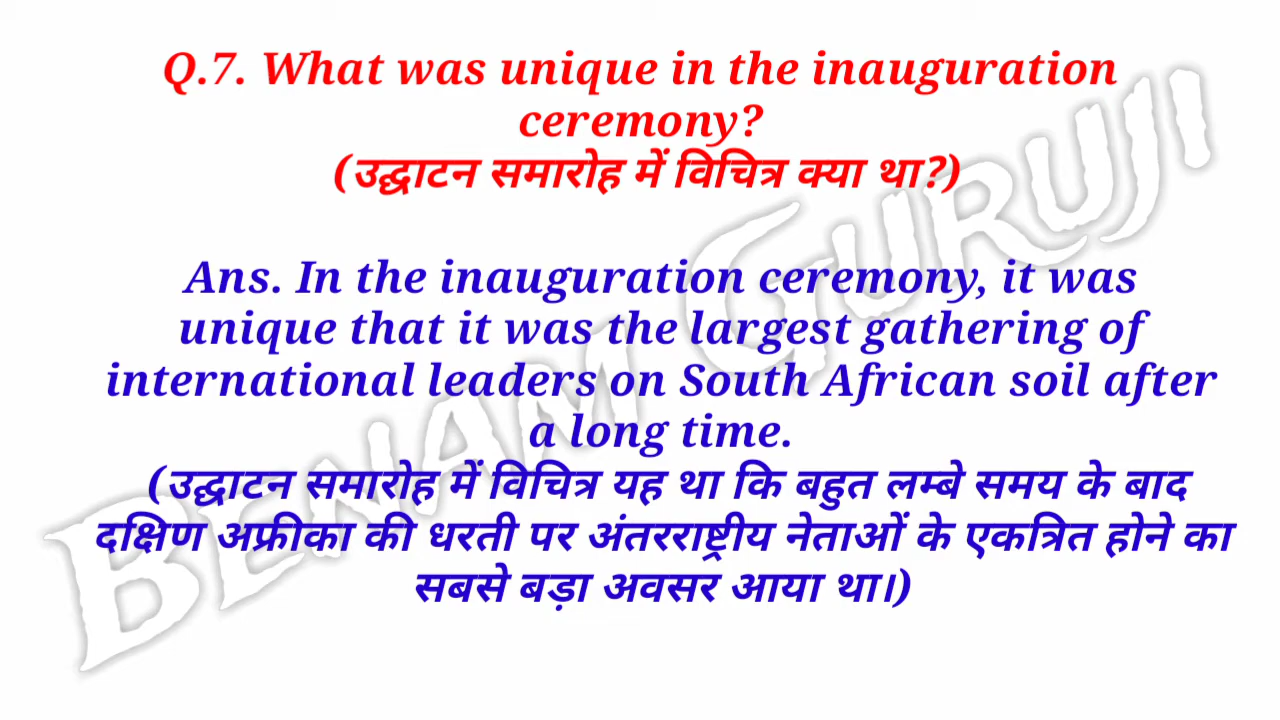 Q.7. What was unique in the inauguration
ceremony?
(उद्घाटन समारोह में विचित्र क्या था?)
Ans. In the inauguration ceremony, it was
unique that it was the largest gathering of
international leaders on South African soil after
a long time.
(उद्घाटन समारोह में विचित्र यह था कि बहुत लम्बे समय के बाद
दक्षिण अफ्रीका की धरती पर अंतरराष्ट्रीय नेताओं के एकत्रित होने का
सबसे बड़ा अवसर आया था।)
BENAM GURUJI